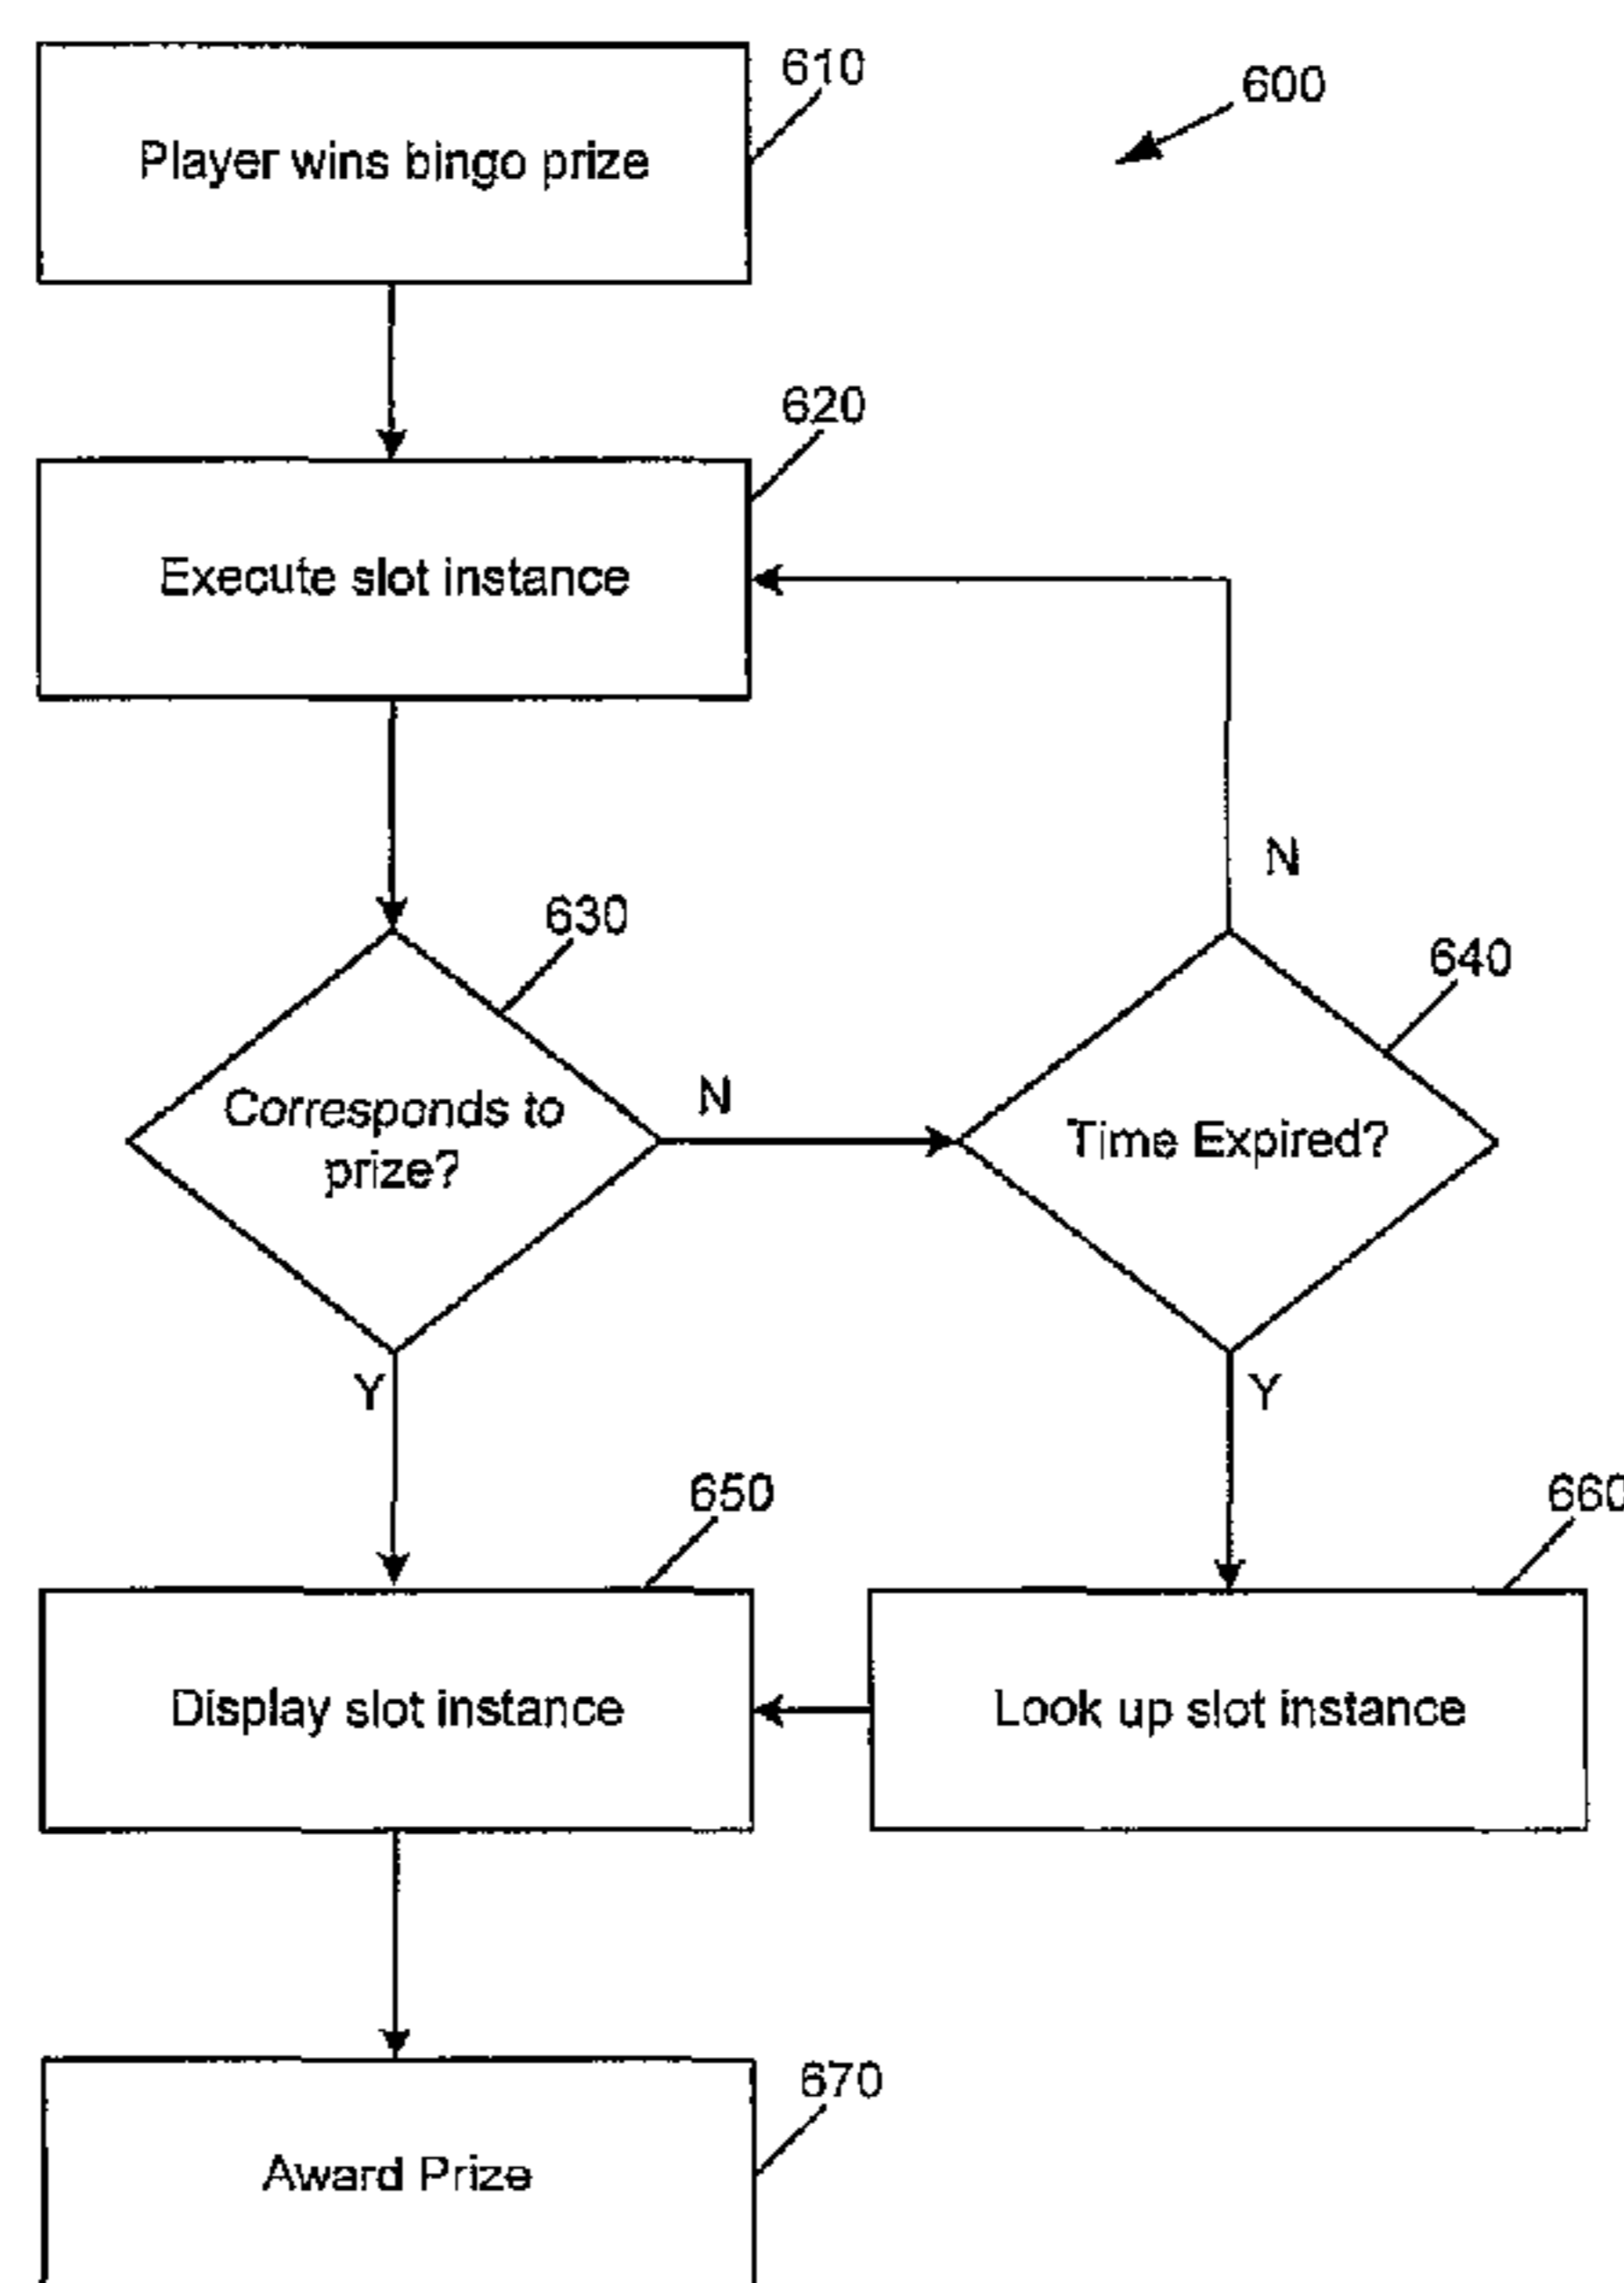 610
600
Player wins bingo prize
620
Execute slot instance
N
630
640
Corresponds to
prize?
N
Time Expired?
Y
Y
650
660
Display slot instance
Look up slot instance
670
Award Prize